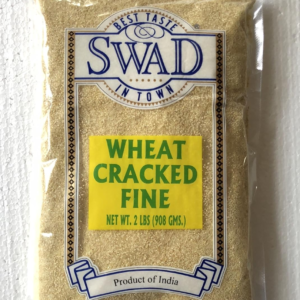 BEST TASTE
SWAD
IN TOWN
WHEAT
CRACKED
FINE
NET WT. 2 LBS (908 GMS.)
Product of India